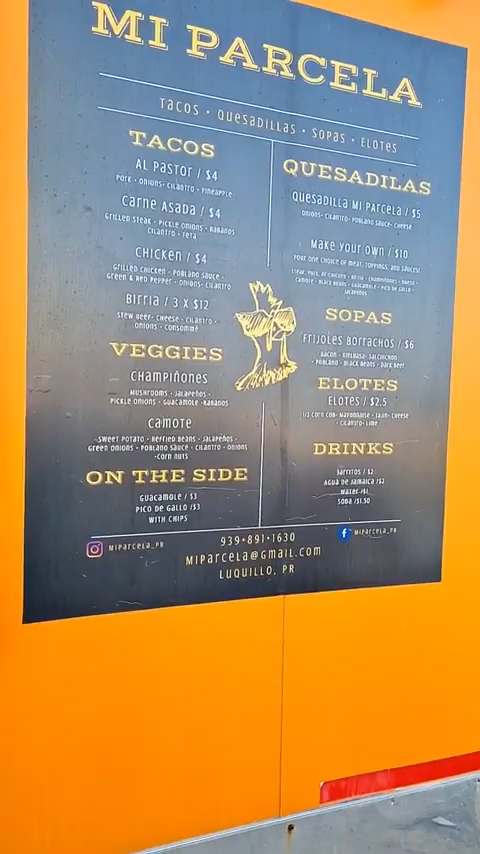 MI PARCELA
TACOS • QUESADILLAS • SOPAS • ELOTES
TACOS
AL PASTOR / $4
PORK • ONIONS • CILANTRO • PINEAPPLE
CARNE ASADA / $4
GRILLED STEAK • PICKLE ONIONS • RABANOS
CILANTRO • FETA
CHICKEN / $4
GRILLED CHICKEN • POBLANO SAUCE •
GREEN & RED PEPPER • ONIONS • CILANTRO
BIRRIA / 3 X $12
STEW BEEF • CHEESE • CILANTRO •
ONIONS • CONSOMMÉ
VEGGIES
CHAMPIÑONES
MUSHROOMS • JALAPEÑOS •
PICKLE ONIONS • GUACAMOLE • RABANOS
CAMOTE
SWEET POTATO • REFRIED BEANS • JALAPEÑOS •
GREEN ONIONS • POBLANO SAUCE • CILANTRO • ONIONS
• CORN NUTS
ON THE SIDE
GUACAMOLE / $3
PICO DE GALLO / $3
WITH CHIPS
QUESADILAS
QUESADILLA MI PARCELA / $5
ONIONS • CILANTRO • POBLANO SAUCE • CHEESE
MAKE YOUR OWN / $10
YOUR ONE CHOICE OF MEAT, TOPPINGS, AND SAUCES!
STEAK, PORK, OR CHICKEN • BIRRIA • CHAMPIÑONES •
CAMOTE • BLACK BEANS • GUACAMOLE • PICO DE GALLO •
JALAPEÑOS
SOPAS
FRIJOLES BORRACHOS / $6
BACON • KIELBASA • SALCHICHON
• POBLANO • BLACK BEANS • DARK BEER
ELOTES
ELOTES / $2.5
1/2 CORN COB • MAYONNAISE • TAJIN • CHEESE
• CILANTRO • LIME
DRINKS
JARRITOS / $2
AGUA DE JAMAICA / $2
WATER / $1
SODA / $1.50
MIPARCELA_PR
939•891•1630
MIPARCELA_PR
MIPARCELA@GMAIL.COM
LUQUILLO, PR